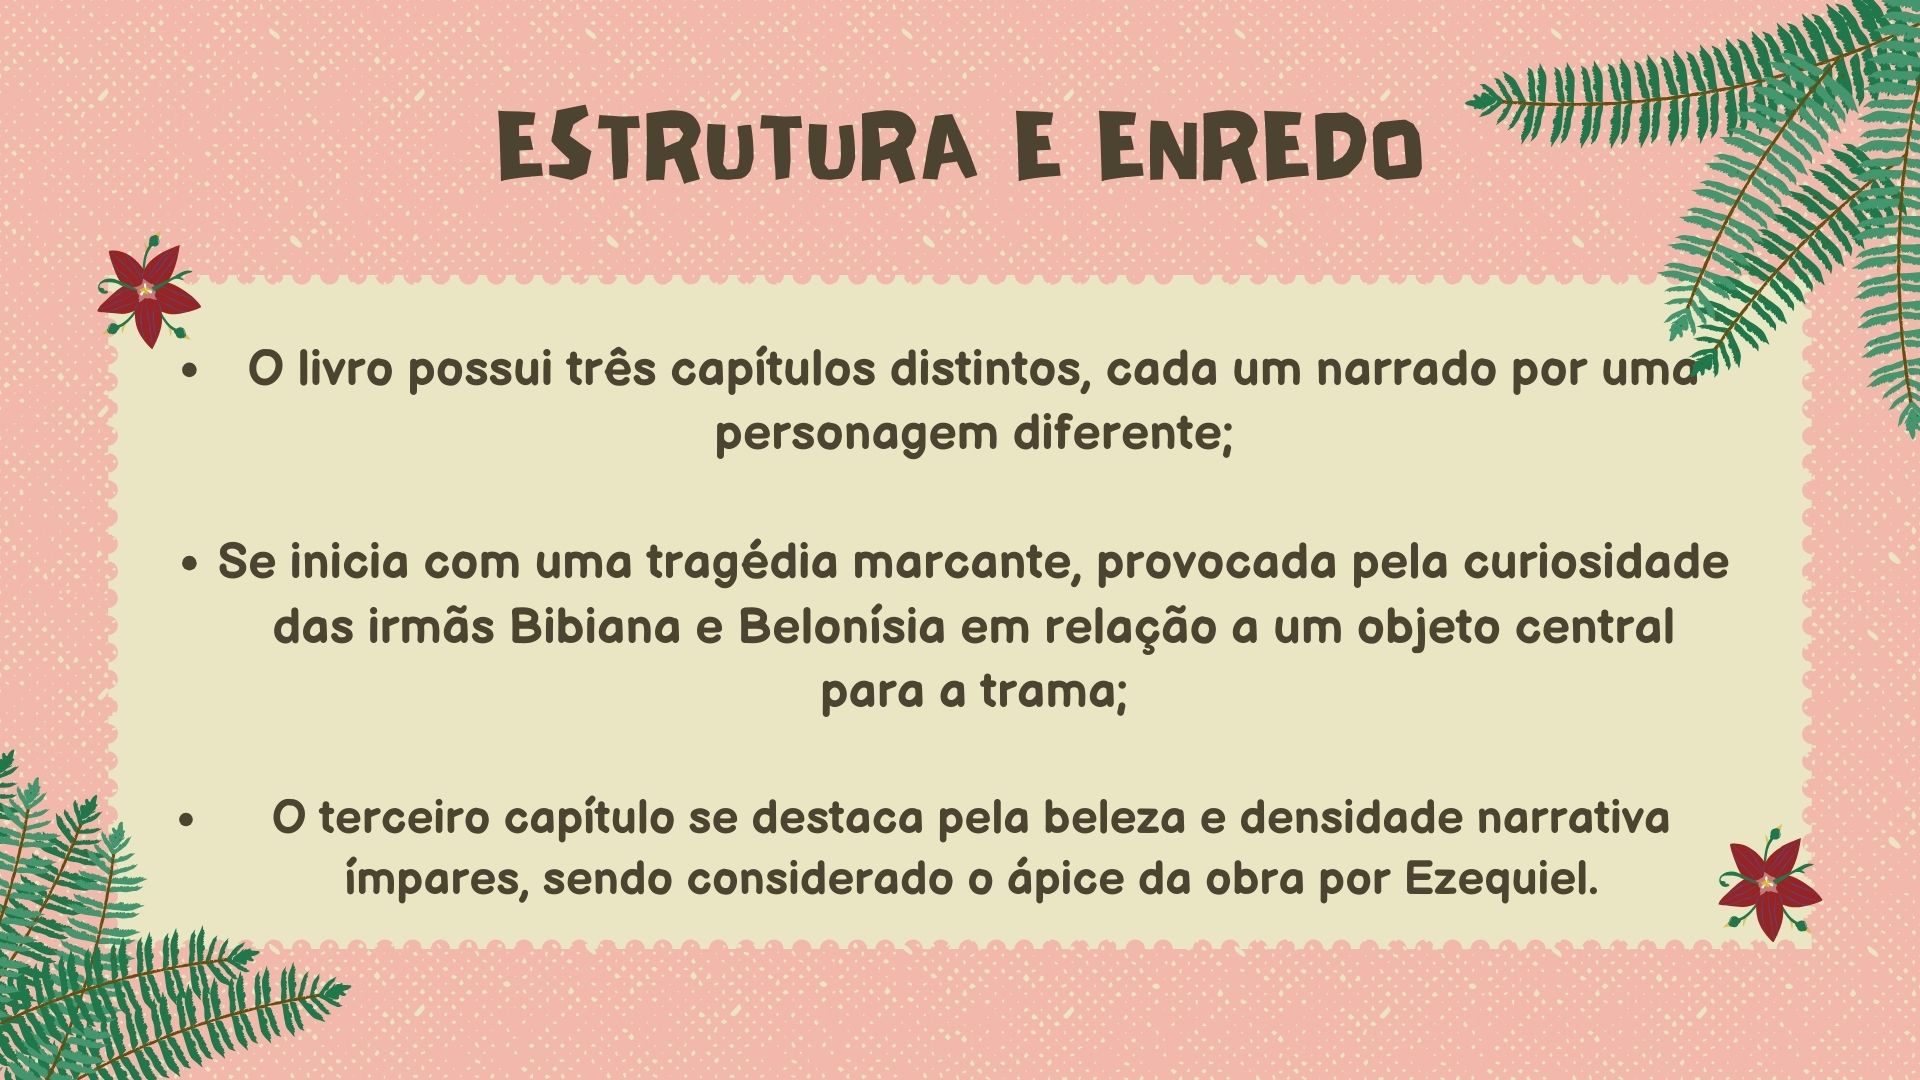 ESTRUTURA E ENREDO
• O livro possui três capítulos distintos, cada um narrado por uma
personagem diferente;
• Se inicia com uma tragédia marcante, provocada pela curiosidade
das irmãs Bibiana e Belonísia em relação a um objeto central
para a trama;
• O terceiro capítulo se destaca pela beleza e densidade narrativa
ímpares, sendo considerado o ápice da obra por Ezequiel.